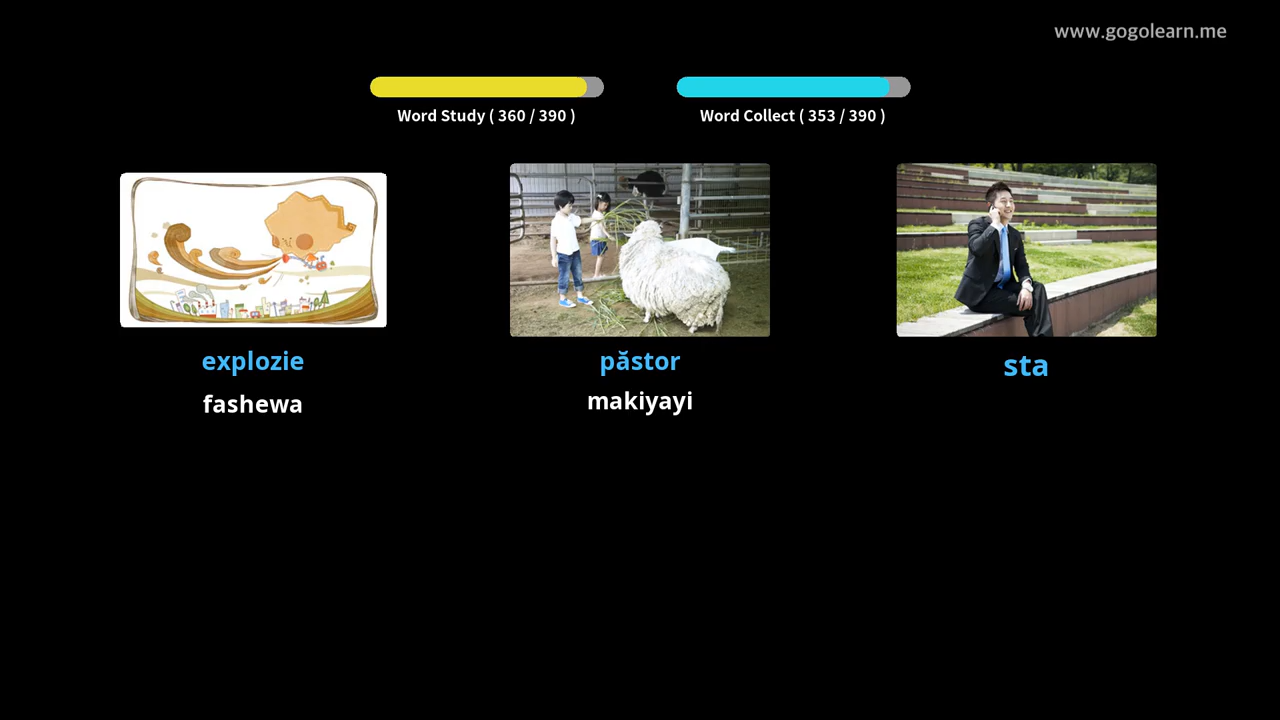 www.gogolearn.me
Word Study ( 360 / 390 )
Word Collect ( 353 / 390 )
explozie
fashewa
păstor
makiyayi
sta